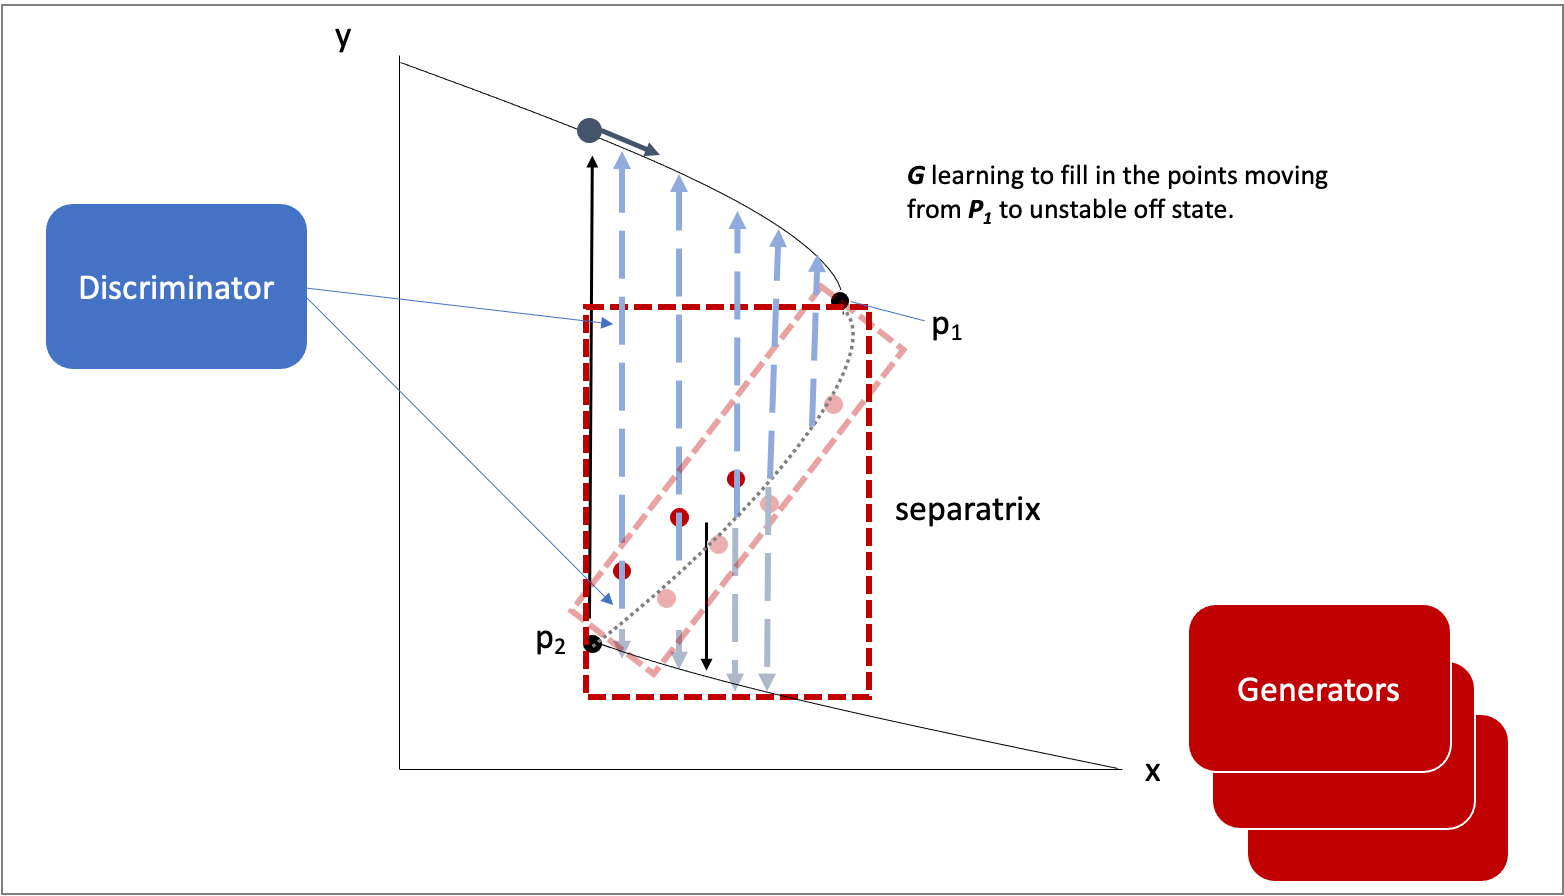 y
G learning to fill in the points moving
from P₁ to unstable off state.
Discriminator
p₁
separatrix
p₂
Generators
x